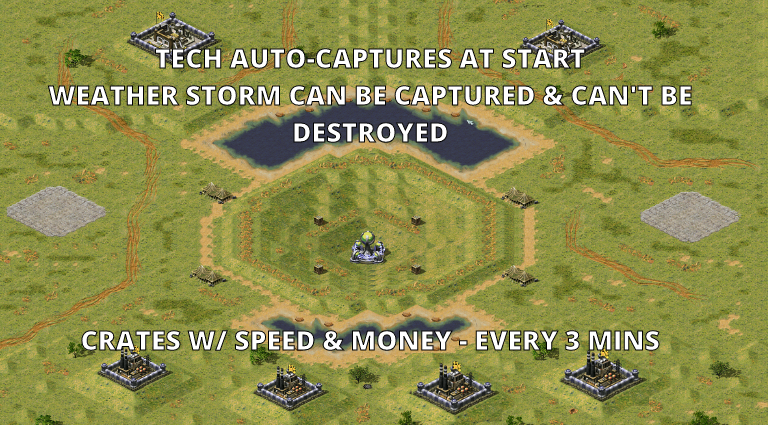 TECH AUTO-CAPTURES AT START
WEATHER STORM CAN BE CAPTURED & CAN'T BE
DESTROYED
CRATES W/ SPEED & MONEY - EVERY 3 MINS